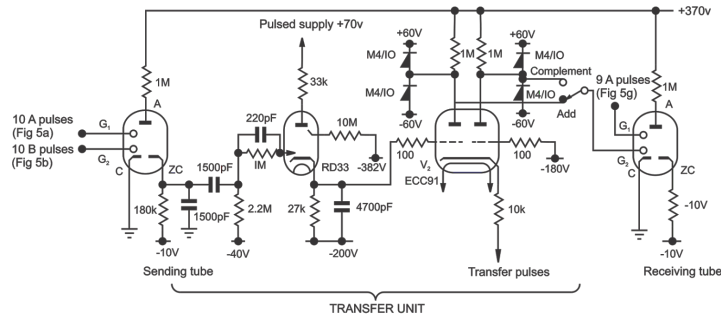 +370v
Pulsed supply +70v
+60V
+60V
M4/IO
1M
1M
M4/IO
1M
33k
Complement
9 A pulses
(Fig 5g)
1M
A
M4/IO
M4/IO
A
10 A pulses
(Fig 5a)
G1
220pF
10M
-60V
-60V
Add
G1
10 B pulses
(Fig 5b)
G2
IM
RD33
-382V
100
V2
100
-180V
G2
C
ZC
1500pF
ECC91
C
ZC
180k
1500pF
2.2M
27k
4700pF
10k
-10V
-10V
-40V
-200V
-10V
Sending tube
Transfer pulses
Receiving tube
TRANSFER UNIT